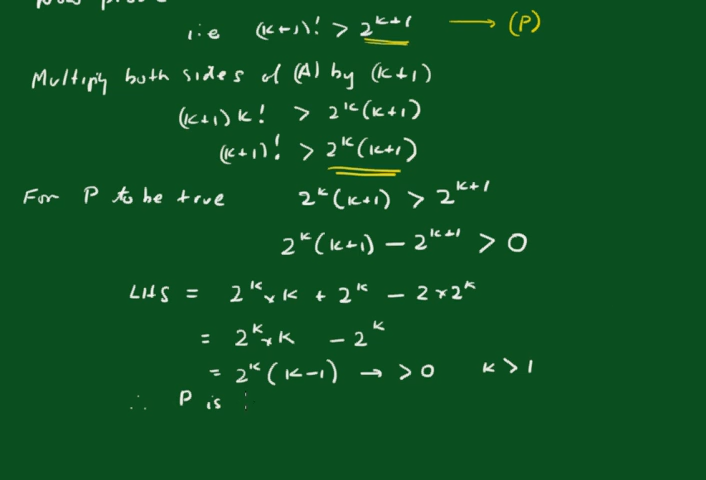 Now prove
i.e (k+1)! > 2^{k+1} → (P)
Multiply both sides of (A) by (k+1)
(k+1) k! > 2^k (k+1)
(k+1)! > 2^k (k+1)
For P to be true 2^k (k+1) > 2^{k+1}
2^k (k+1) - 2^{k+1} > 0
LHS = 2^k × k + 2^k - 2 × 2^k
= 2^k × k - 2^k
= 2^k (k-1) → > 0 k > 1
∴ P is